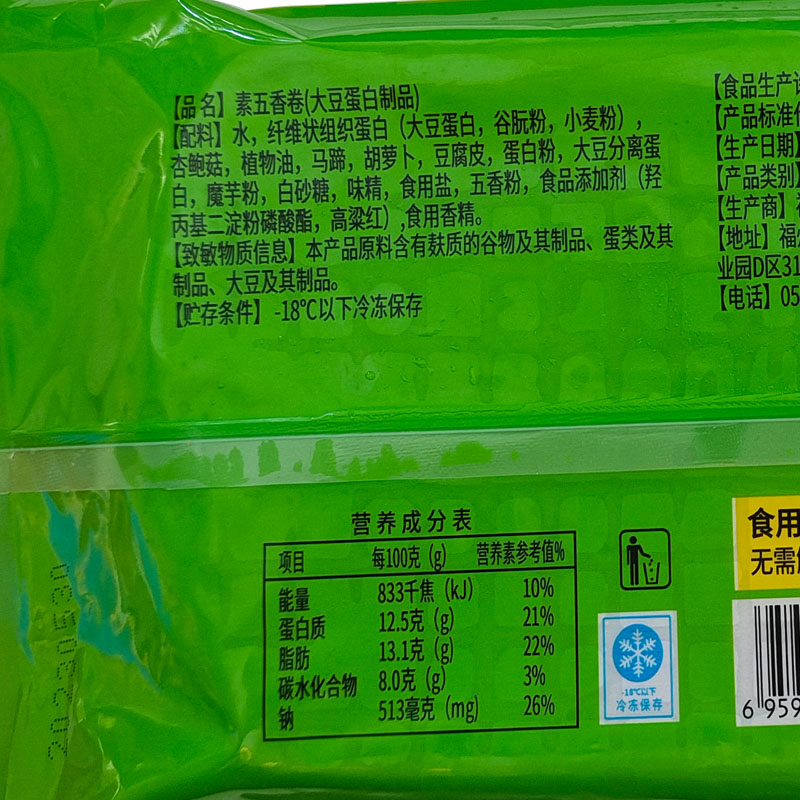 【品名】素五香卷(大豆蛋白制品)
【配料】水，纤维状组织蛋白（大豆蛋白，谷朊粉，小麦粉），
杏鲍菇，植物油，马蹄，胡萝卜，豆腐皮，蛋白粉，大豆分离蛋
白，魔芋粉，白砂糖，味精，食用盐，五香粉，食品添加剂（羟
丙基二淀粉磷酸酯，高粱红）,食用香精。
【致敏物质信息】本产品原料含有麸质的谷物及其制品、蛋类及其
制品、大豆及其制品。
【贮存条件】-18℃以下冷冻保存
【食品生产
【产品标准
【生产日期】
【产品类别】
【生产商】
【地址】福
业园D区31
【电话】05
营养成分表
项目 每100克（g） 营养素参考值%
能量 833千焦（kJ） 10%
蛋白质 12.5克（g） 21%
脂肪 13.1克（g） 22%
碳水化合物 8.0克（g） 3%
钠 513毫克（mg） 26%
-18℃以下
冷冻保存
食用
无需
6 959